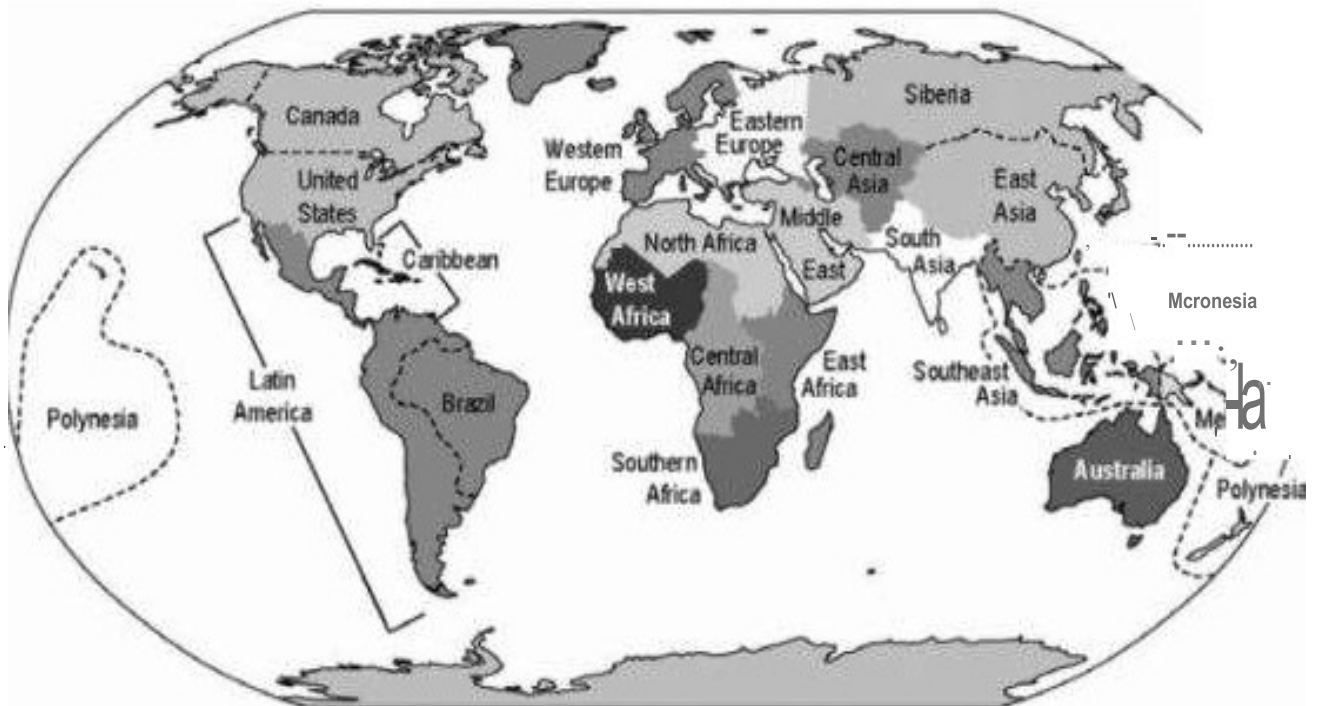 Canada
Siberia
Eastern
Europe
Western
Europe
Central
Asia
United
States
East
Asia
Middle
East
North Africa
South
Asia
Caribbean
West
Africa
Mcronesia
Central
Africa
East
Africa
Southeast
Asia
Latin
America
Brazil
Polynesia
Me
Southern
Africa
Australia
Polynesia